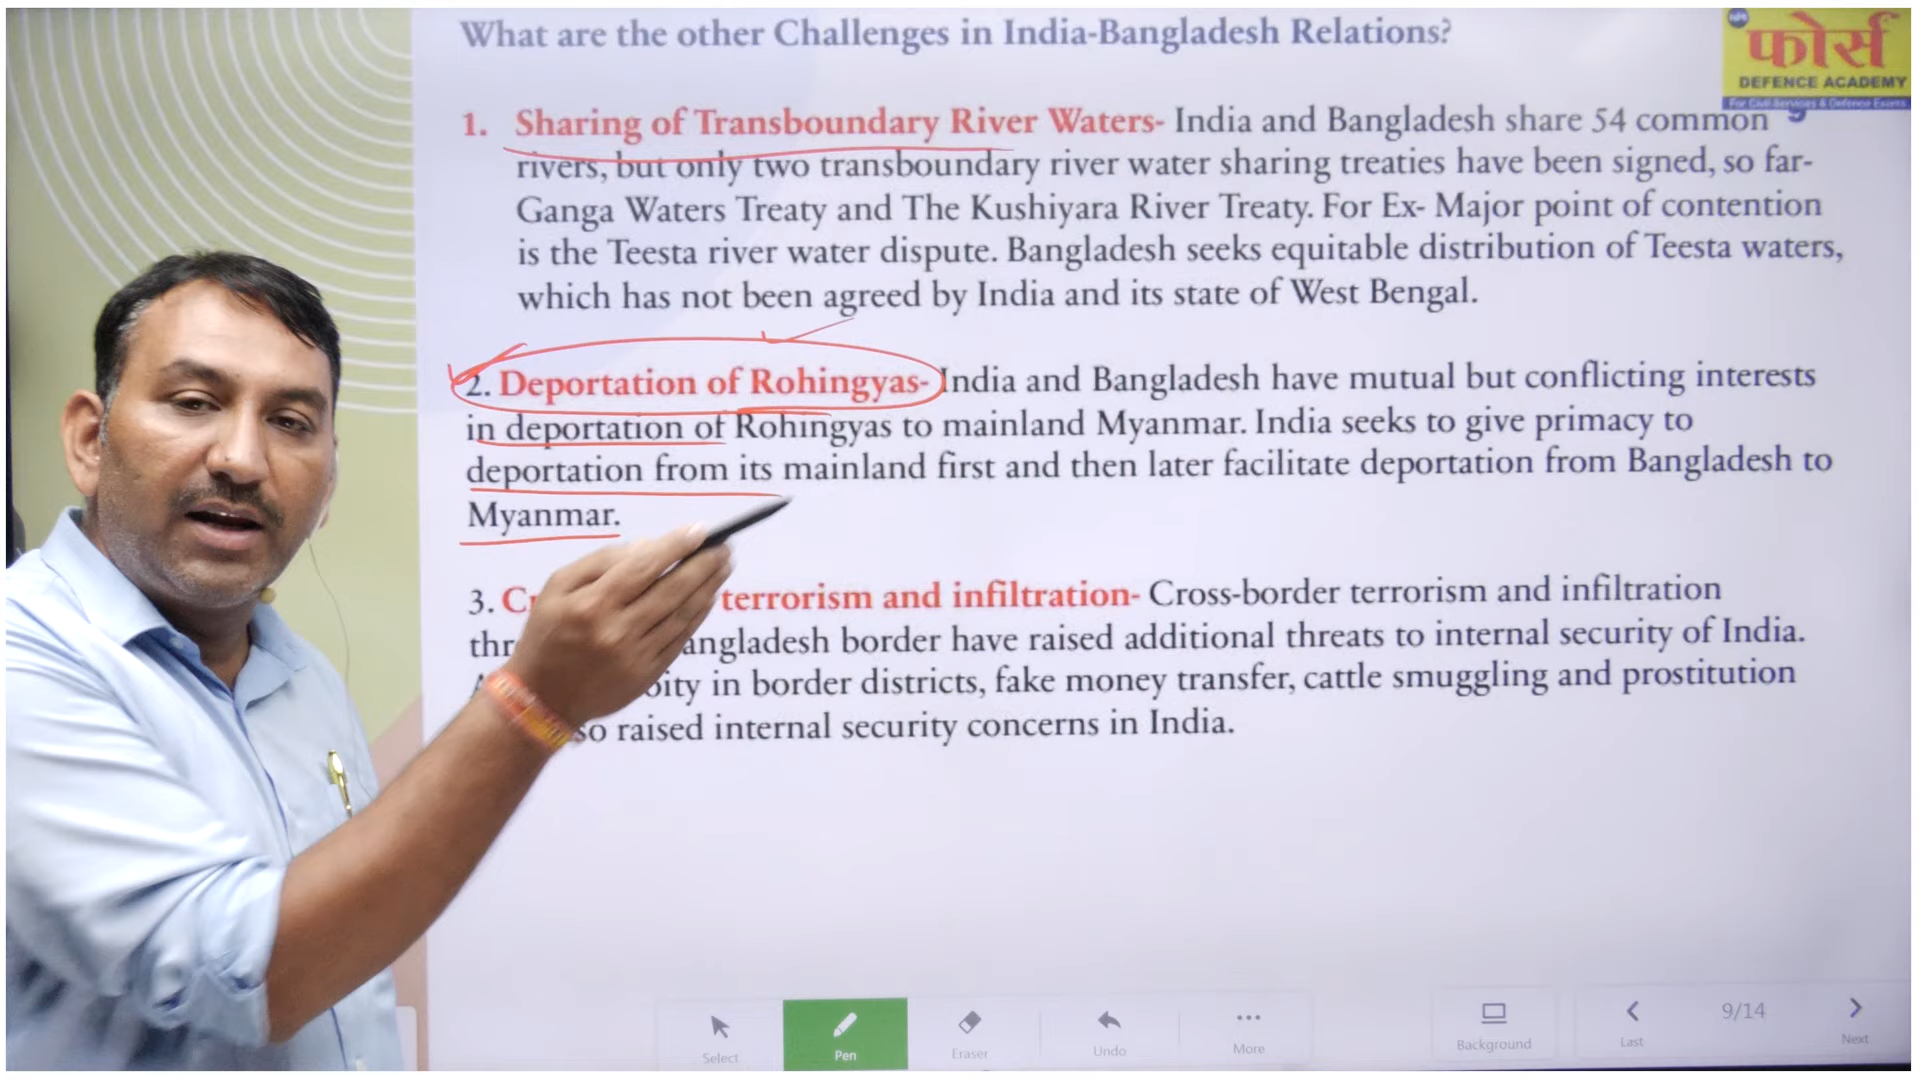 What are the other Challenges in India-Bangladesh Relations?
फोर्स
DEFENCE ACADEMY
For Civil Services & Defence Exams
1. Sharing of Transboundary River Waters- India and Bangladesh share 54 common
rivers, but only two transboundary river water sharing treaties have been signed, so far-
Ganga Waters Treaty and The Kushiyara River Treaty. For Ex- Major point of contention
is the Teesta river water dispute. Bangladesh seeks equitable distribution of Teesta waters,
which has not been agreed by India and its state of West Bengal.
2. Deportation of Rohingyas- India and Bangladesh have mutual but conflicting interests
in deportation of Rohingyas to mainland Myanmar. India seeks to give primacy to
deportation from its mainland first and then later facilitate deportation from Bangladesh to
Myanmar.
3. terrorism and infiltration- Cross-border terrorism and infiltration
border have raised additional threats to internal security of India.
in border districts, fake money transfer, cattle smuggling and prostitution
raised internal security concerns in India.
Select
Pen
Eraser
Undo
More
Background
Last
9/14
Next